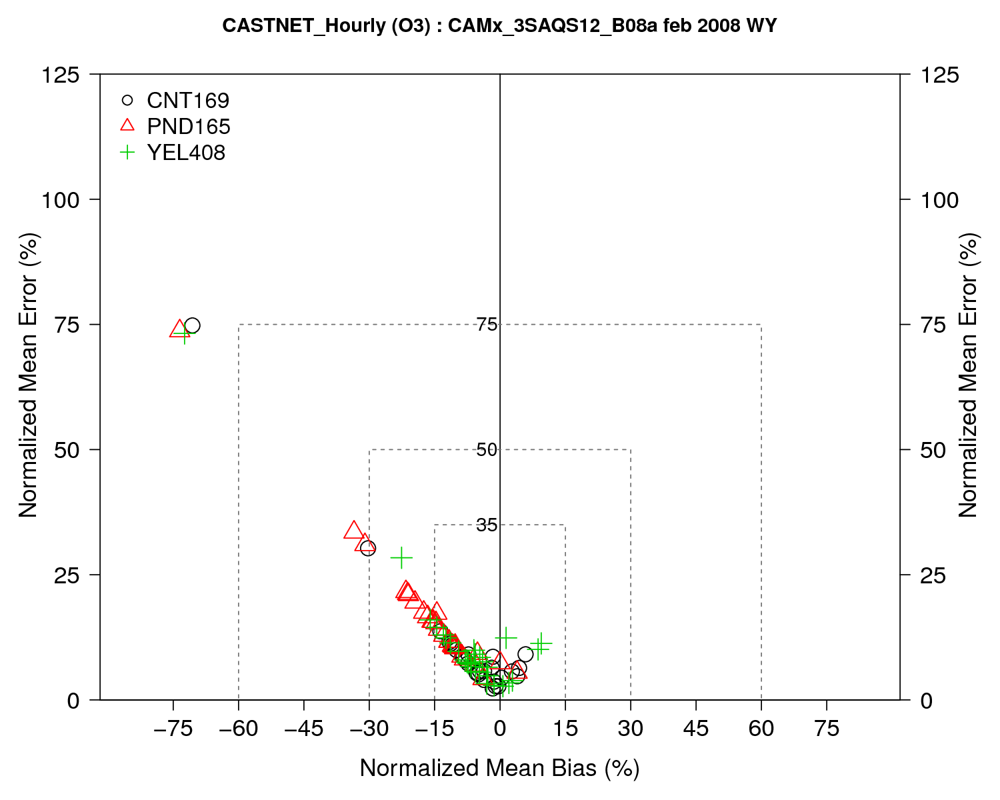 CASTNET_Hourly (O3) : CAMx_3SAQS12_B08a feb 2008 WY
125
125
CNT169
PND165
YEL408
100
100
75
75
75
50
50
50
35
25
25
0
0
Normalized Mean Error (%)
Normalized Mean Error (%)
−75 −60 −45 −30 −15 0 15 30 45 60 75
Normalized Mean Bias (%)